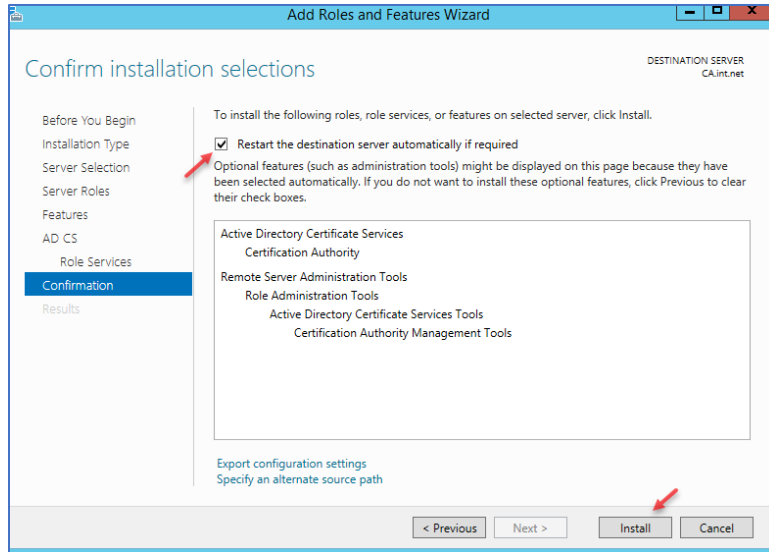 Add Roles and Features Wizard
Confirm installation selections
DESTINATION SERVER
CA.int.net
Before You Begin
Installation Type
Server Selection
Server Roles
Features
AD CS
Role Services
Confirmation
Results
To install the following roles, role services, or features on selected server, click Install.
Restart the destination server automatically if required
Optional features (such as administration tools) might be displayed on this page because they have
been selected automatically. If you do not want to install these optional features, click Previous to clear
their check boxes.
Active Directory Certificate Services
Certification Authority
Remote Server Administration Tools
Role Administration Tools
Active Directory Certificate Services Tools
Certification Authority Management Tools
Export configuration settings
Specify an alternate source path
< Previous
Next >
Install
Cancel